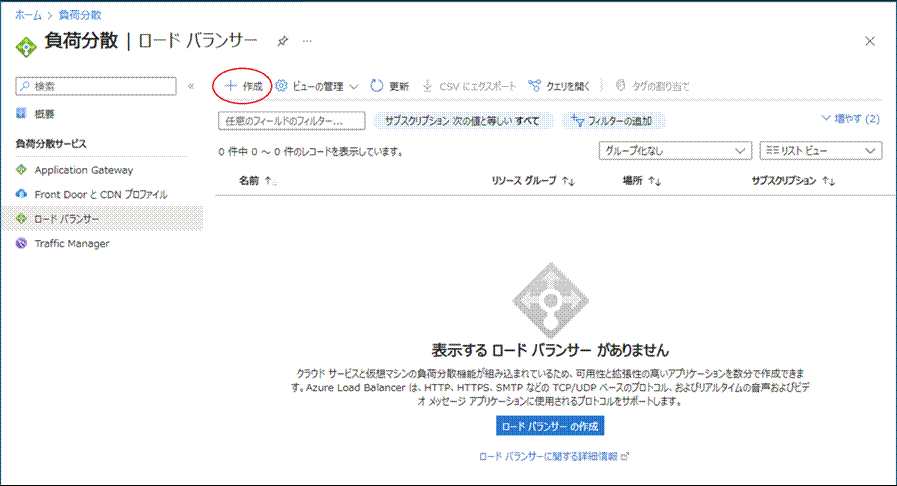 ホーム > 負荷分散
負荷分散 | ロード バランサー ...
検索 «
概要
負荷分散サービス
Application Gateway
Front Door と CDN プロファイル
ロード バランサー
Traffic Manager
+ 作成 ビューの管理 更新 CSV にエクスポート クエリを開く タグの割り当て
任意のフィールドのフィルター... サブスクリプション 次の値と等しい すべて フィルターの追加 増やす (2)
0 件中 0 ～ 0 件のレコードを表示しています。 グループ化なし リスト ビュー
名前 ↑↓ リソース グループ ↑↓ 場所 ↑↓ サブスクリプション ↑↓
表示する ロード バランサー がありません
クラウド サービスと仮想マシンの負荷分散機能が組み込まれているため、可用性と拡張性の高いアプリケーションを数分で作成できま
す。Azure Load Balancer は、HTTP、HTTPS、SMTP などの TCP/UDP ベースのプロトコル、およびリアルタイムの音声およびビデ
オ メッセージ アプリケーションに使用されるプロトコルをサポートします。
ロード バランサー の作成
ロード バランサーに関する詳細情報